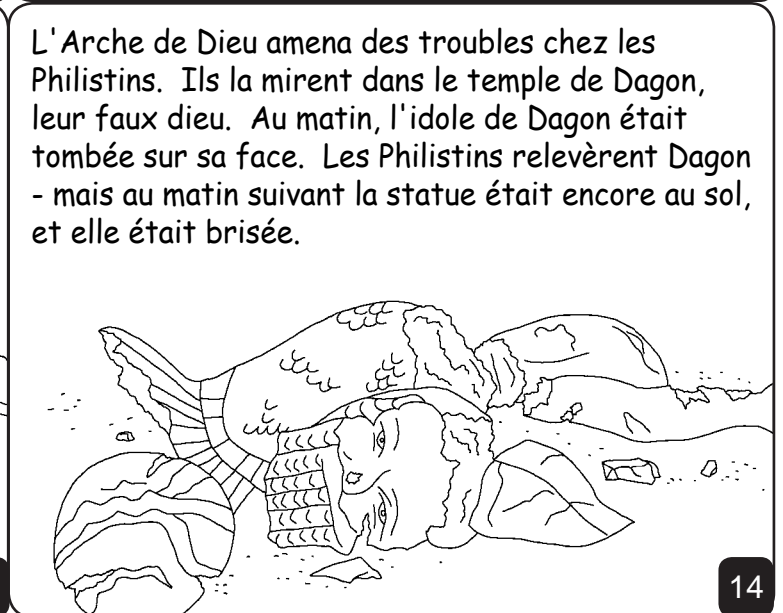 L'Arche de Dieu amena des troubles chez les
Philistins. Ils la mirent dans le temple de Dagon,
leur faux dieu. Au matin, l'idole de Dagon était
tombée sur sa face. Les Philistins relevèrent Dagon
- mais au matin suivant la statue était encore au sol,
et elle était brisée.
14